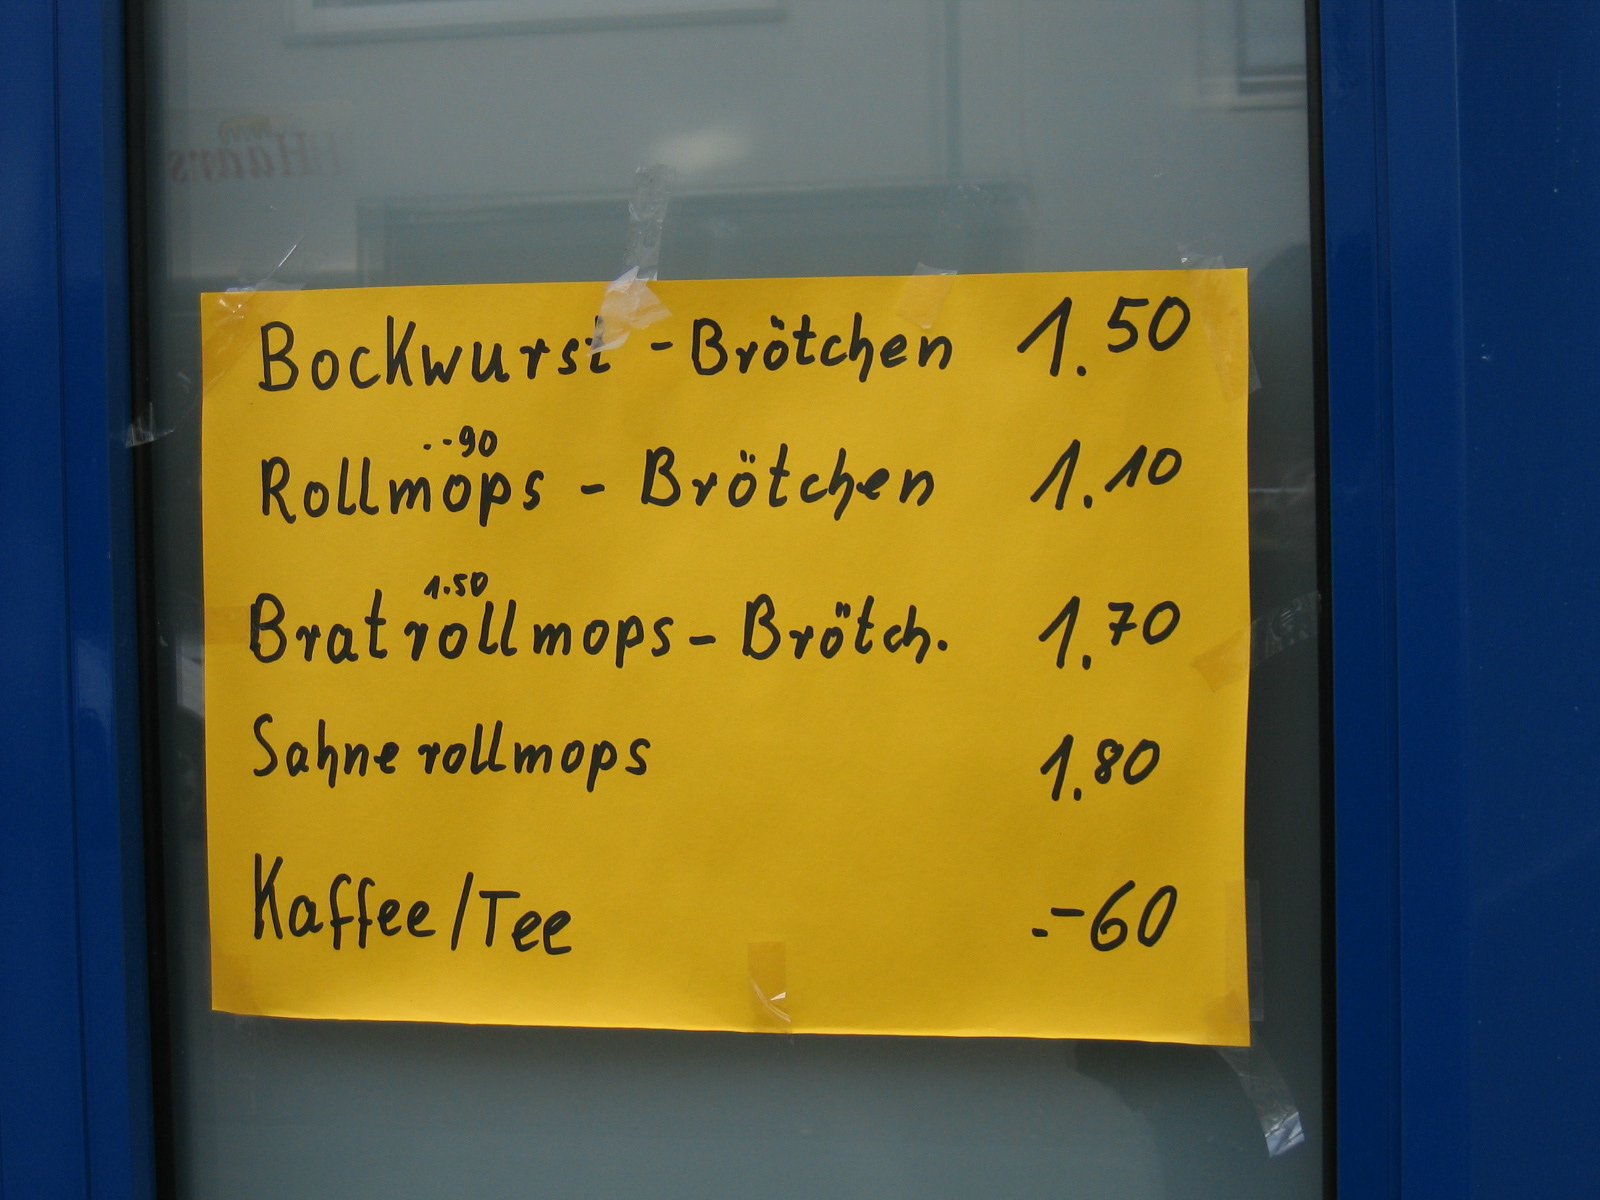 Bockwurst - Brötchen 1.50
.-90
Rollmops - Brötchen 1.10
1.50
Bratrollmops - Brötch. 1.70
Sahnerollmops 1.80
Kaffee/Tee .-60